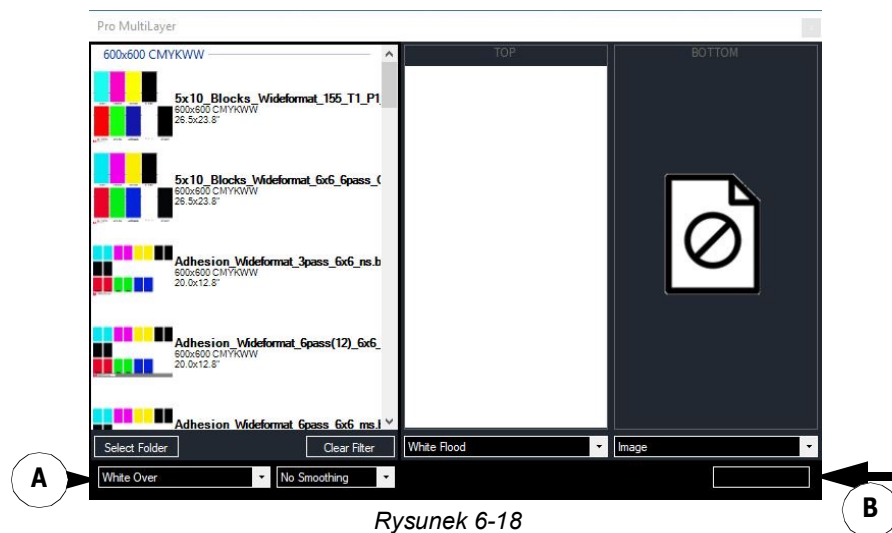 Pro MultiLayer
600x600 CMYKWW
5x10_Blocks_Wideformat_155_T1_P1_
600x600 CMYKWW
26.5x23.8"
5x10_Blocks_Wideformat_6x6_6pass_(
600x600 CMYKWW
26.5x23.8"
Adhesion_Wideformat_3pass_6x6_ns.b
600x600 CMYKWW
20.0x12.8"
Adhesion_Wideformat_6pass(12)_6x6_
600x600 CMYKWW
20.0x12.8"
Adhesion_Wideformat_6pass_6x6_ms.l
TOP
BOTTOM
Select Folder
Clear Filter
White Flood
Image
A
White Over
No Smoothing
B
Rysunek 6-18